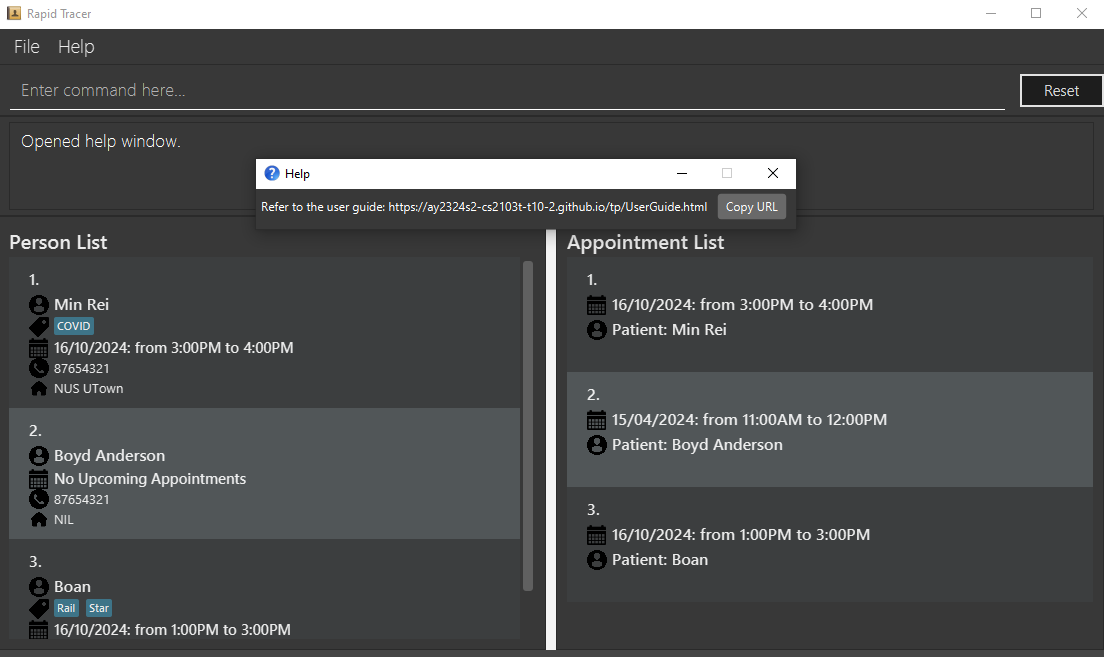 Rapid Tracer
File Help
Enter command here...
Reset
Opened help window.
Help
Refer to the user guide: https://ay2324s2-cs2103t-t10-2.github.io/tp/UserGuide.html
Copy URL
Person List
1.
Min Rei
COVID
16/10/2024: from 3:00PM to 4:00PM
87654321
NUS UTown
2.
Boyd Anderson
No Upcoming Appointments
87654321
NIL
3.
Boan
Rail Star
16/10/2024: from 1:00PM to 3:00PM
Appointment List
1.
16/10/2024: from 3:00PM to 4:00PM
Patient: Min Rei
2.
15/04/2024: from 11:00AM to 12:00PM
Patient: Boyd Anderson
3.
16/10/2024: from 1:00PM to 3:00PM
Patient: Boan